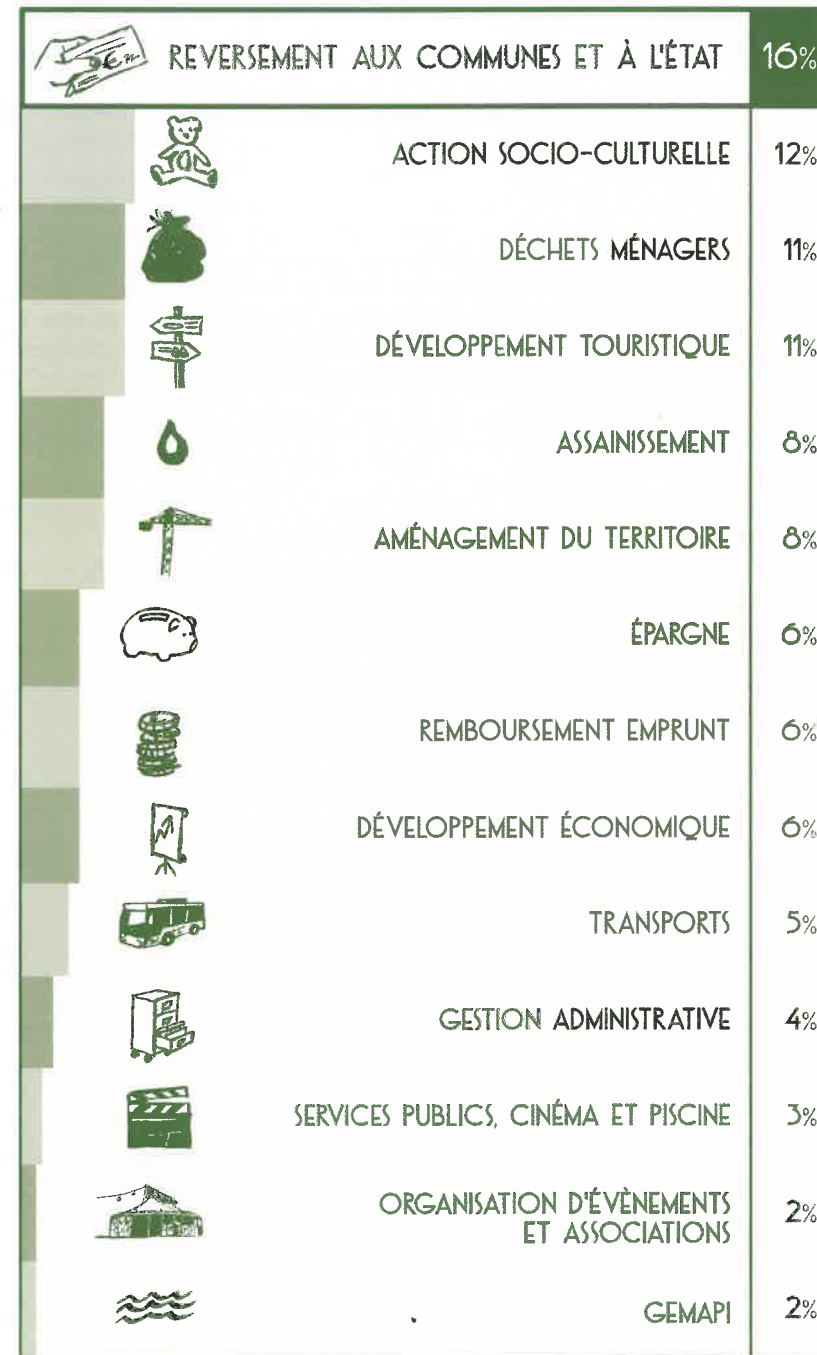 REVERSEMENT AUX COMMUNES ET À L'ÉTAT 16%
ACTION SOCIO-CULTURELLE 12%
DÉCHETS MÉNAGERS 11%
DÉVELOPPEMENT TOURISTIQUE 11%
ASSAINISSEMENT 8%
AMÉNAGEMENT DU TERRITOIRE 8%
ÉPARGNE 6%
REMBOURSEMENT EMPRUNT 6%
DÉVELOPPEMENT ÉCONOMIQUE 6%
TRANSPORTS 5%
GESTION ADMINISTRATIVE 4%
SERVICES PUBLICS, CINÉMA ET PISCINE 3%
ORGANISATION D'ÉVÈNEMENTS
ET ASSOCIATIONS 2%
GEMAPI 2%